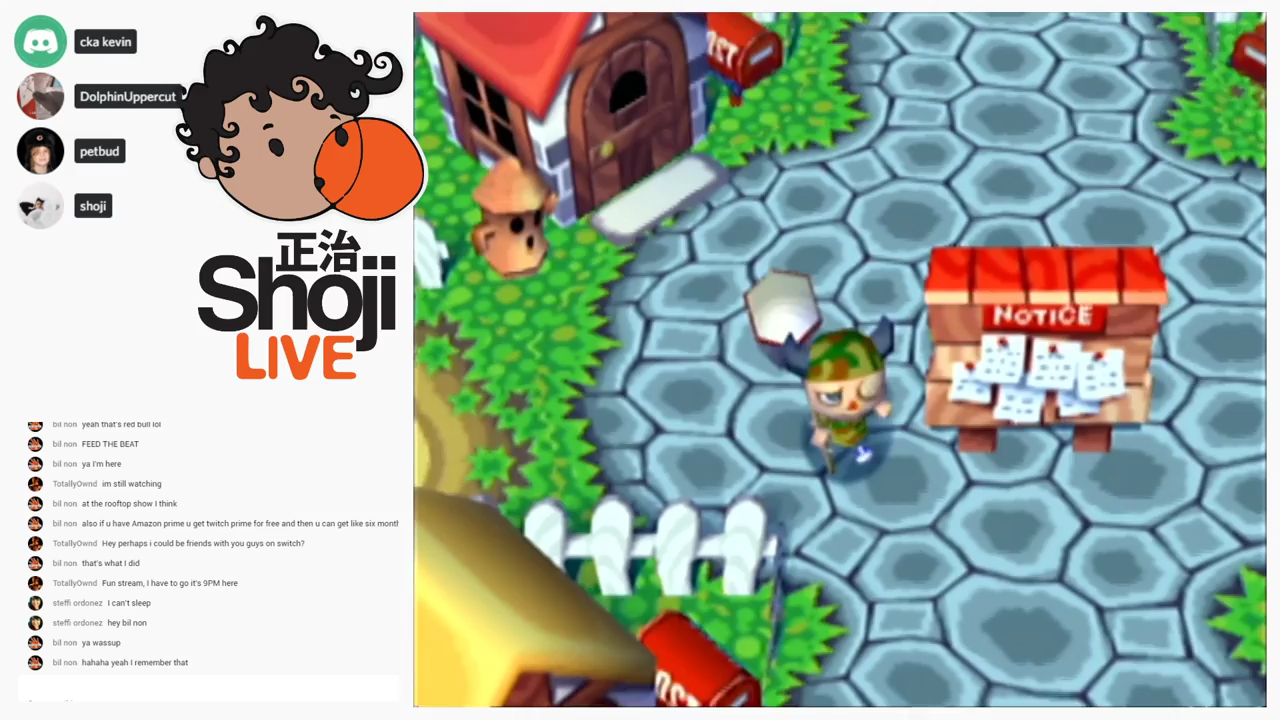 cka kevin
DolphinUppercut
petbud
shoji
正治
Shoji
LIVE
bil non yeah that's red bull lol
bil non FEED THE BEAT
bil non ya I'm here
TotallyOwnd im still watching
bil non at the rooftop show I think
bil non also if u have Amazon prime u get twitch prime for free and then u can get like six month
TotallyOwnd Hey perhaps i could be friends with you guys on switch?
bil non that's what I did
TotallyOwnd Fun stream, I have to go it's 9PM here
steffi ordonez I can't sleep
steffi ordonez hey bil non
bil non ya wassup
bil non hahaha yeah I remember that
OST
NOTICE
OST